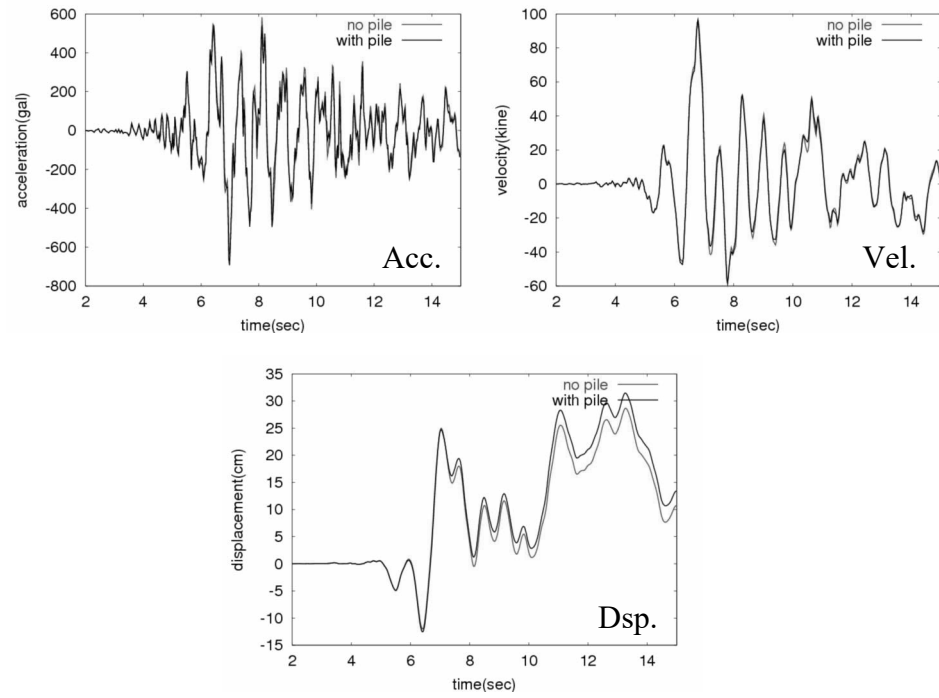 600
400
200
0
-200
-400
-600
-800
acceleration(gal)
no pile
with pile
Acc.
2 4 6 8 10 12 14
time(sec)
100
80
60
40
20
0
-20
-40
-60
velocity(kine)
no pile
with pile
Vel.
2 4 6 8 10 12 14
time(sec)
35
30
25
20
15
10
5
0
-5
-10
-15
displacement(cm)
no pile
with pile
Dsp.
2 4 6 8 10 12 14
time(sec)